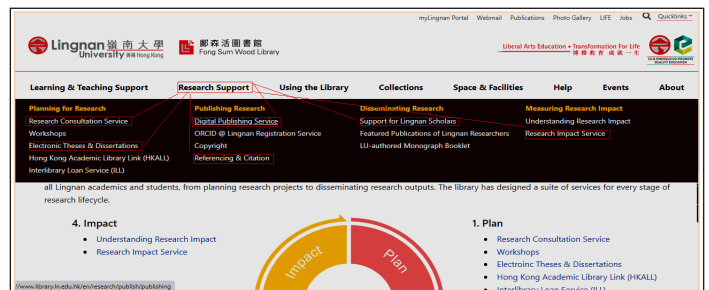 myLingnan Portal Webmail Publications Photo Gallery LIFE Jobs Quicklinks
Lingnan 嶺南大學
University 香港 Hong Kong
鄺森活圖書館
Fong Sum Wood Library
Liberal Arts Education • Transformation For Life
博雅教育 成就一生
Learning & Teaching Support Research Support Using the Library Collections Space & Facilities Help Events About
Planning for Research
Research Consultation Service
Workshops
Electronic Theses & Dissertations
Hong Kong Academic Library Link (HKALL)
Interlibrary Loan Service (ILL)
Publishing Research
Digital Publishing Service
ORCID @ Lingnan Registration Service
Copyright
Referencing & Citation
Disseminating Research
Support for Lingnan Scholars
Featured Publications of Lingnan Researchers
LU-authored Monograph Booklet
Measuring Research Impact
Understanding Research Impact
Research Impact Service
all Lingnan academics and students, from planning research projects to disseminating research outputs. The library has designed a suite of services for every stage of
research lifecycle.
4. Impact
Understanding Research Impact
Research Impact Service
Impact
Plan
1. Plan
Research Consultation Service
Workshops
Electroinc Theses & Dissertations
Hong Kong Academic Library Link (HKALL)
Interlibrary Loan Service (ILL)
/www.library.ln.edu.hk/en/research/publish/publishing